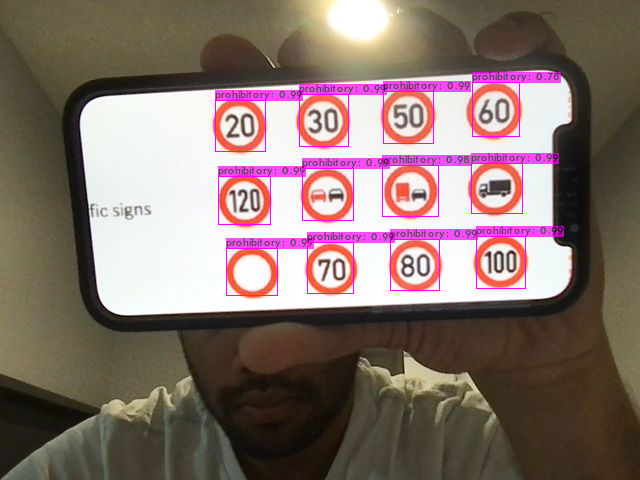 prohibitory: 0.99 prohibitory: 0.99 prohibitory: 0.99 prohibitory: 0.78
20 30 50 60
prohibitory: 0.99 prohibitory: 0.99 prohibitory: 0.98 prohibitory: 0.99
120
fic signs
prohibitory: 0.99 prohibitory: 0.99 prohibitory: 0.99 prohibitory: 0.99
70 80 100